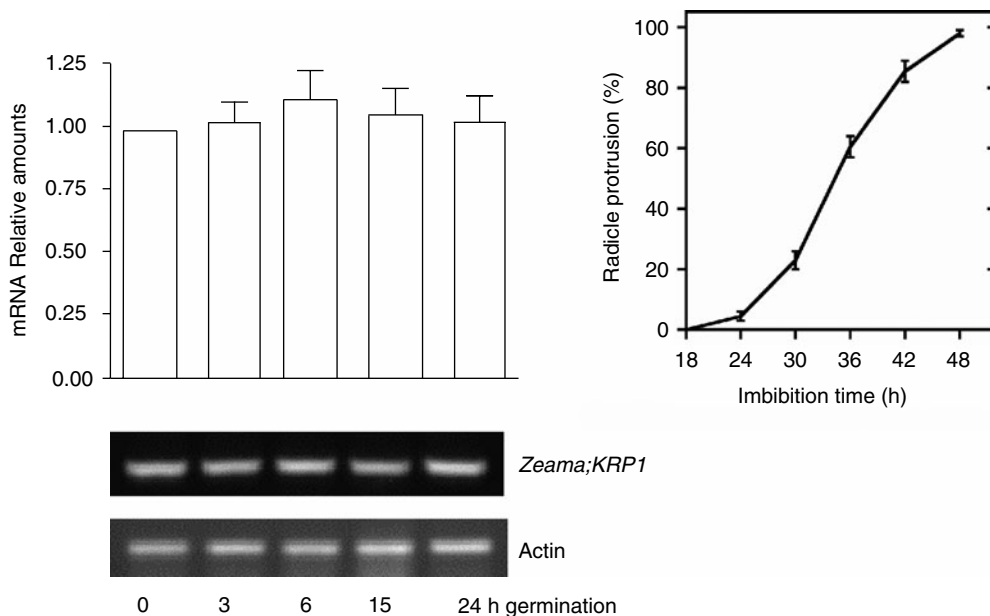 mRNA Relative amounts
1.25
1.00
0.75
0.50
0.25
0.00
Zeama;KRP1
Actin
0 3 6 15 24 h germination
Radicle protrusion (%)
100
80
60
40
20
0
18 24 30 36 42 48
Imbibition time (h)